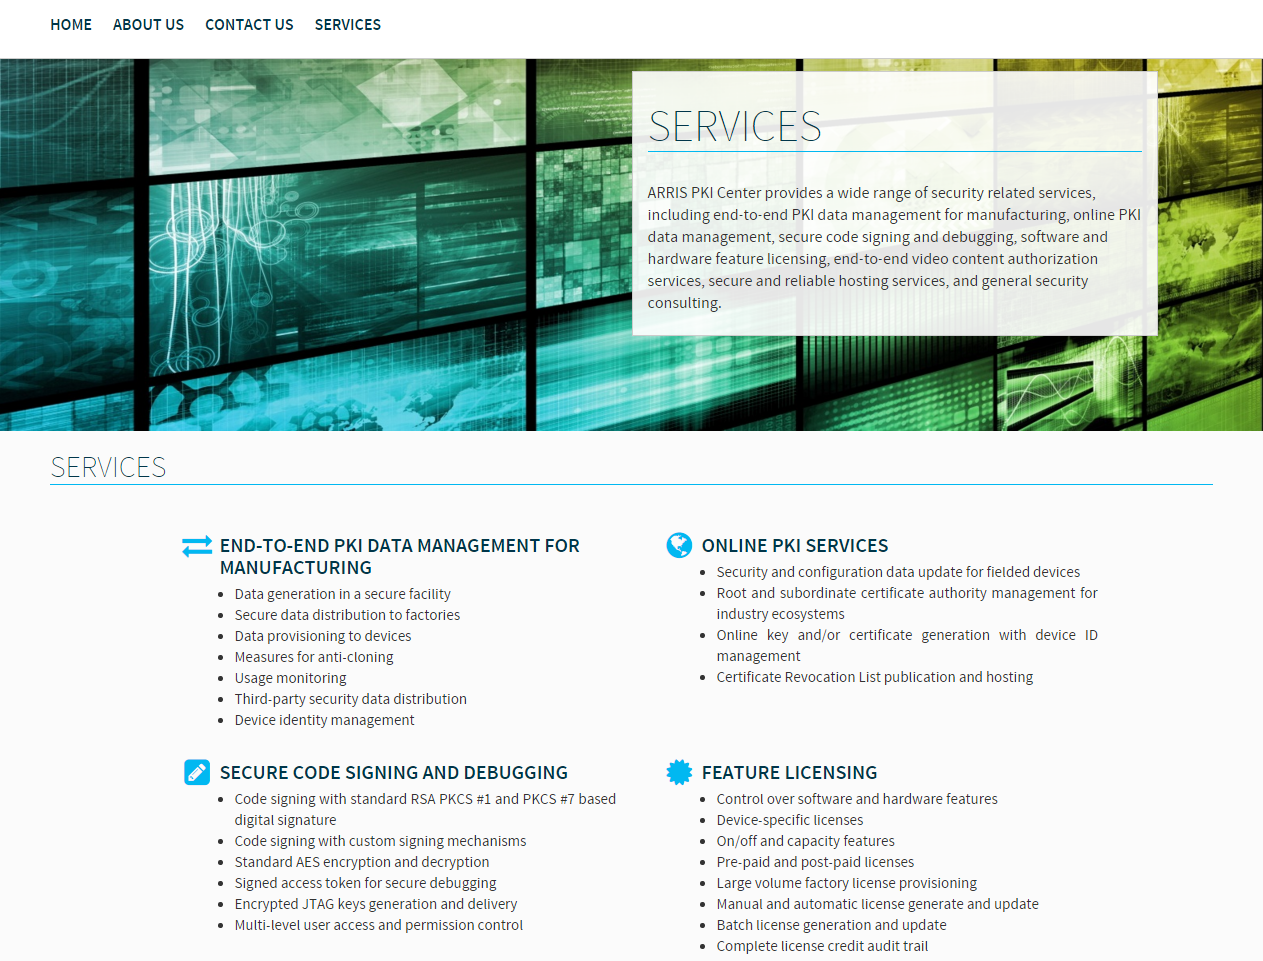 HOME ABOUT US CONTACT US SERVICES
SERVICES
ARRIS PKI Center provides a wide range of security related services,
including end-to-end PKI data management for manufacturing, online PKI
data management, secure code signing and debugging, software and
hardware feature licensing, end-to-end video content authorization
services, secure and reliable hosting services, and general security
consulting.
SERVICES
END-TO-END PKI DATA MANAGEMENT FOR
MANUFACTURING
• Data generation in a secure facility
• Secure data distribution to factories
• Data provisioning to devices
• Measures for anti-cloning
• Usage monitoring
• Third-party security data distribution
• Device identity management
ONLINE PKI SERVICES
• Security and configuration data update for fielded devices
• Root and subordinate certificate authority management for
industry ecosystems
• Online key and/or certificate generation with device ID
management
• Certificate Revocation List publication and hosting
SECURE CODE SIGNING AND DEBUGGING
• Code signing with standard RSA PKCS #1 and PKCS #7 based
digital signature
• Code signing with custom signing mechanisms
• Standard AES encryption and decryption
• Signed access token for secure debugging
• Encrypted JTAG keys generation and delivery
• Multi-level user access and permission control
FEATURE LICENSING
• Control over software and hardware features
• Device-specific licenses
• On/off and capacity features
• Pre-paid and post-paid licenses
• Large volume factory license provisioning
• Manual and automatic license generate and update
• Batch license generation and update
• Complete license credit audit trail